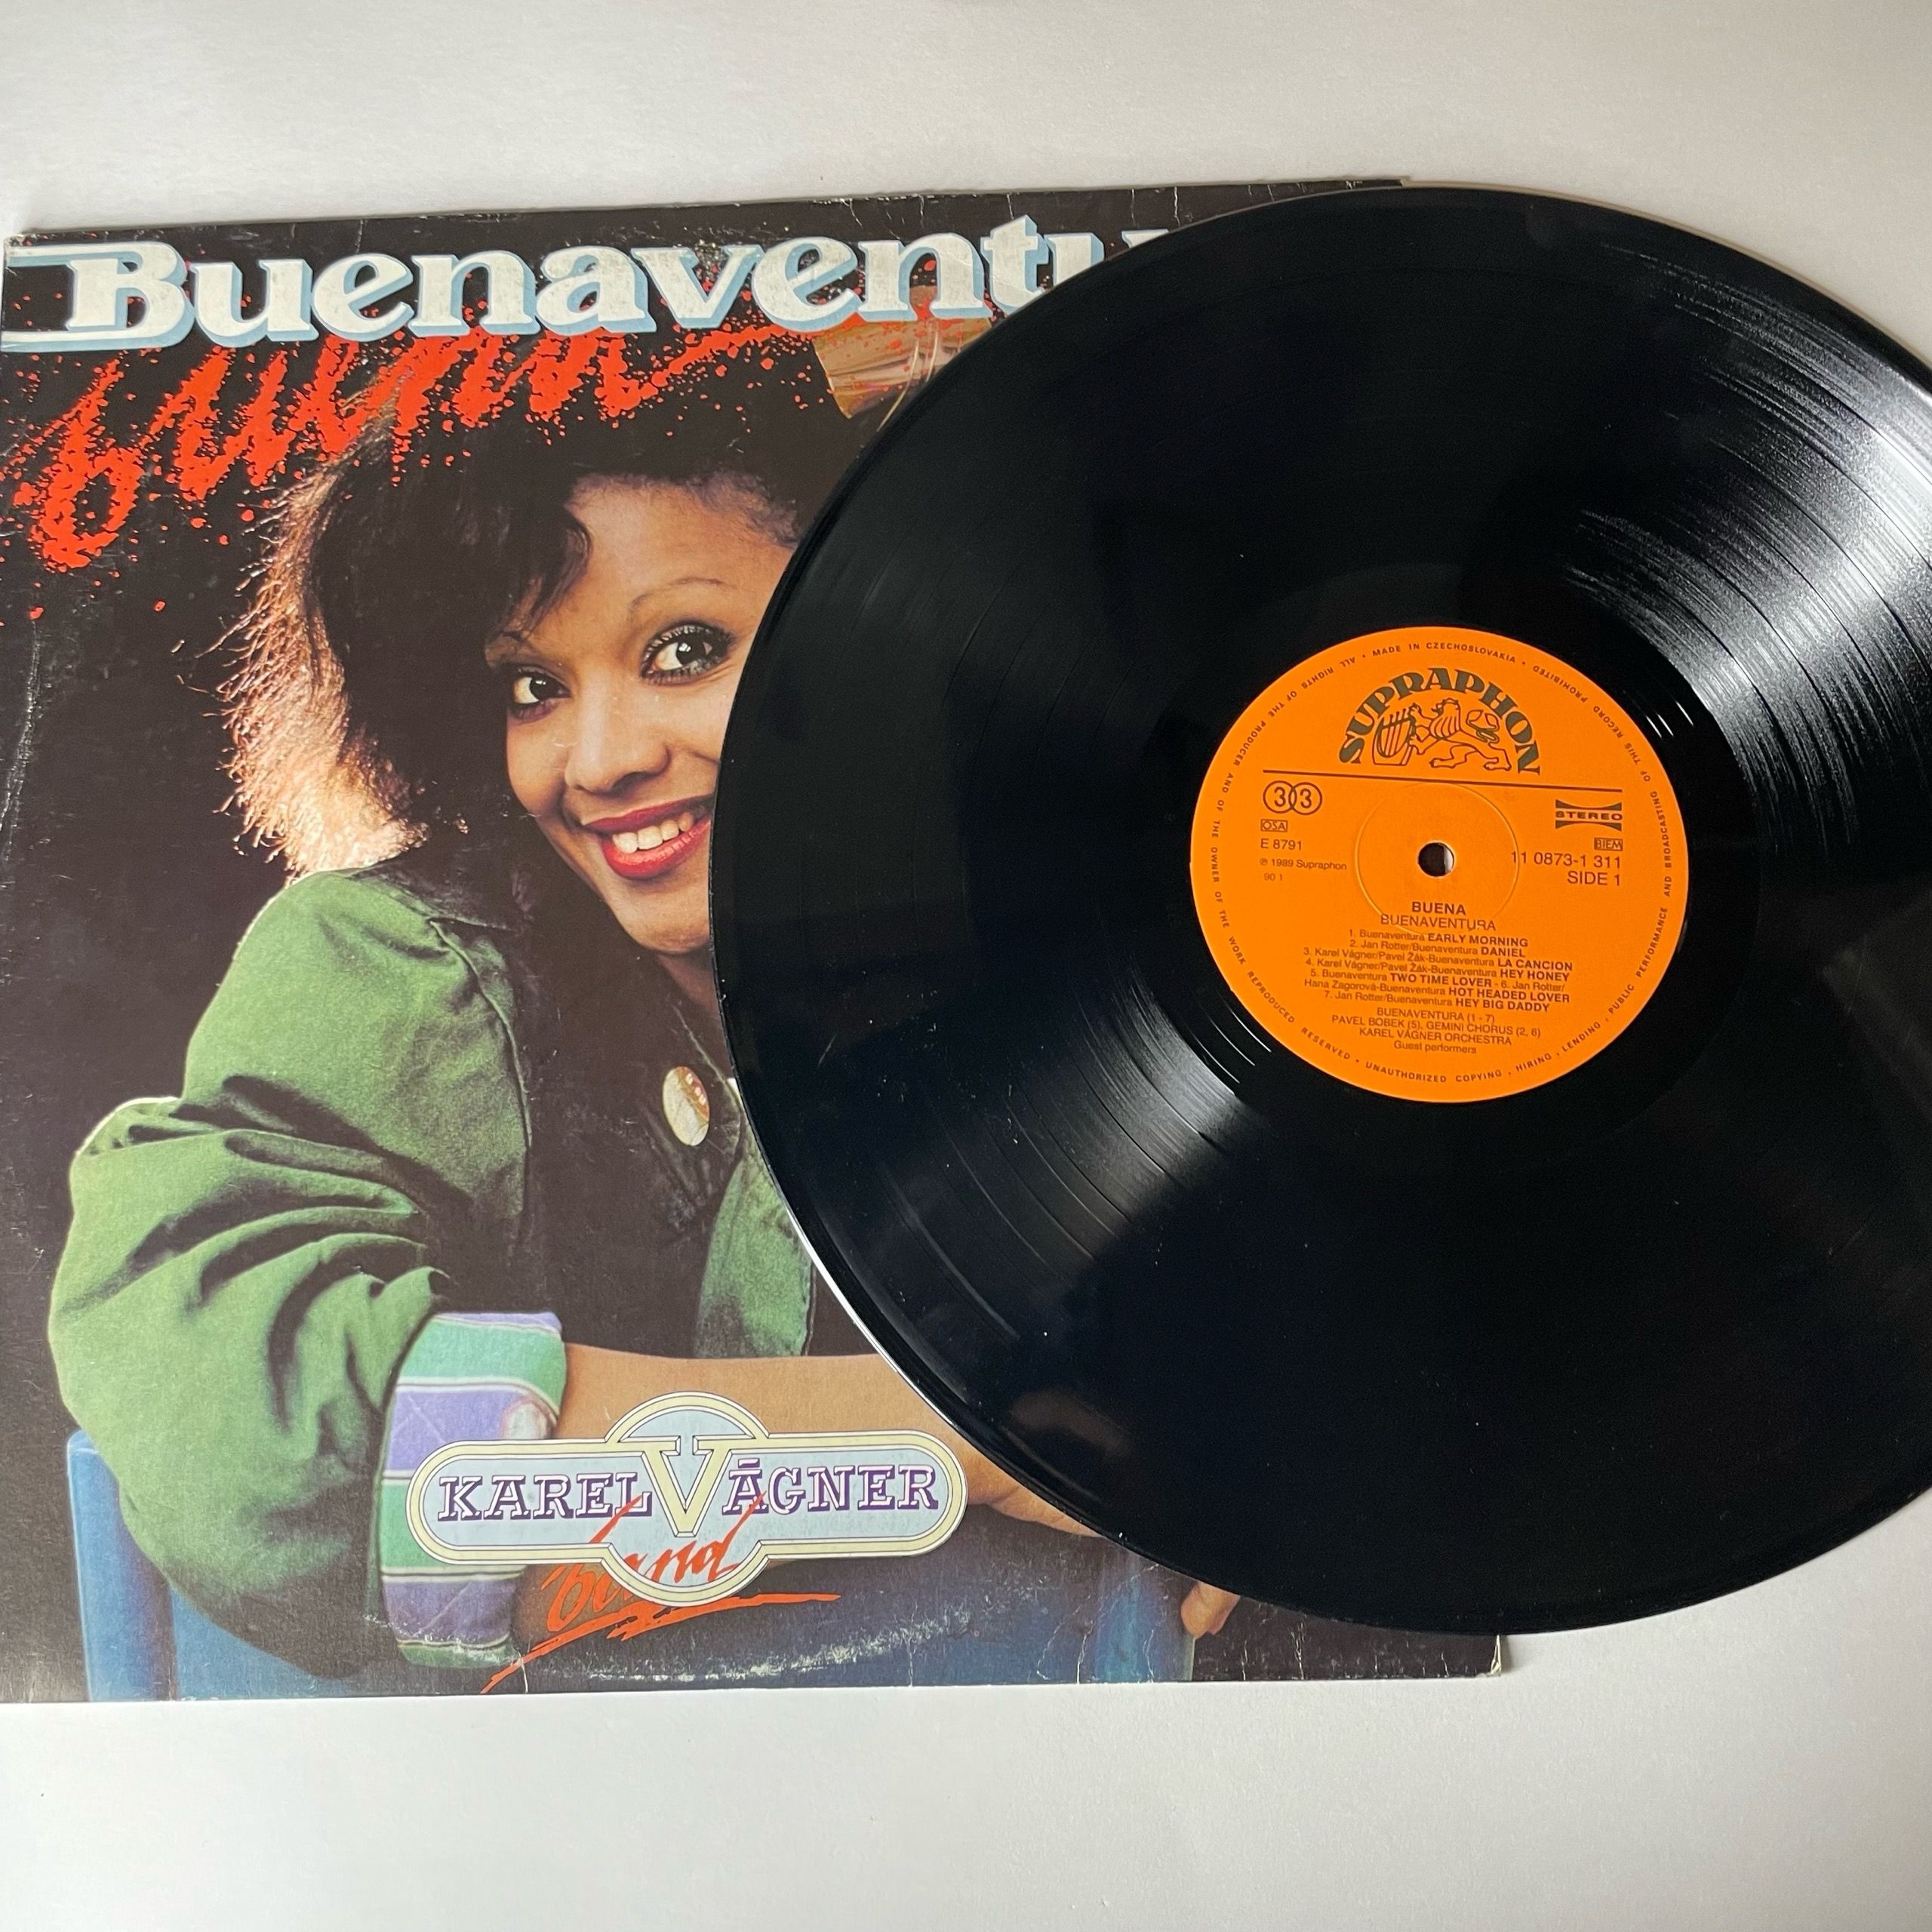 Buenaventu
buena
KAREL VÁGNER
band
ALL RIGHTS OF THE PRODUCER AND OF THE OWNER OF THE WORK REPRODUCED RESERVED • UNAUTHORIZED COPYING, HIRING, LENDING, PUBLIC PERFORMANCE AND BROADCASTING OF THIS RECORD PROHIBITED • MADE IN CZECHOSLOVAKIA •
SUPRAPHON
33
STEREO
OSA
BIEM
E 8791
11 0873-1 311
℗ 1989 Supraphon
SIDE 1
90 1
BUENA
BUENAVENTURA
1. Buenaventura EARLY MORNING
2. Jan Rotter/Buenaventura DANIEL
3. Karel Vágner/Pavel Žák-Buenaventura LA CANCION
4. Karel Vágner/Pavel Žák-Buenaventura HEY HONEY
5. Buenaventura TWO TIME LOVER - 6. Jan Rotter/
Hana Zagorová-Buenaventura HOT HEADED LOVER
7. Jan Rotter/Buenaventura HEY BIG DADDY
BUENAVENTURA (1 - 7)
PAVEL BOBEK (5), GEMINI CHORUS (2, 6)
KAREL VÁGNER ORCHESTRA
Guest performers